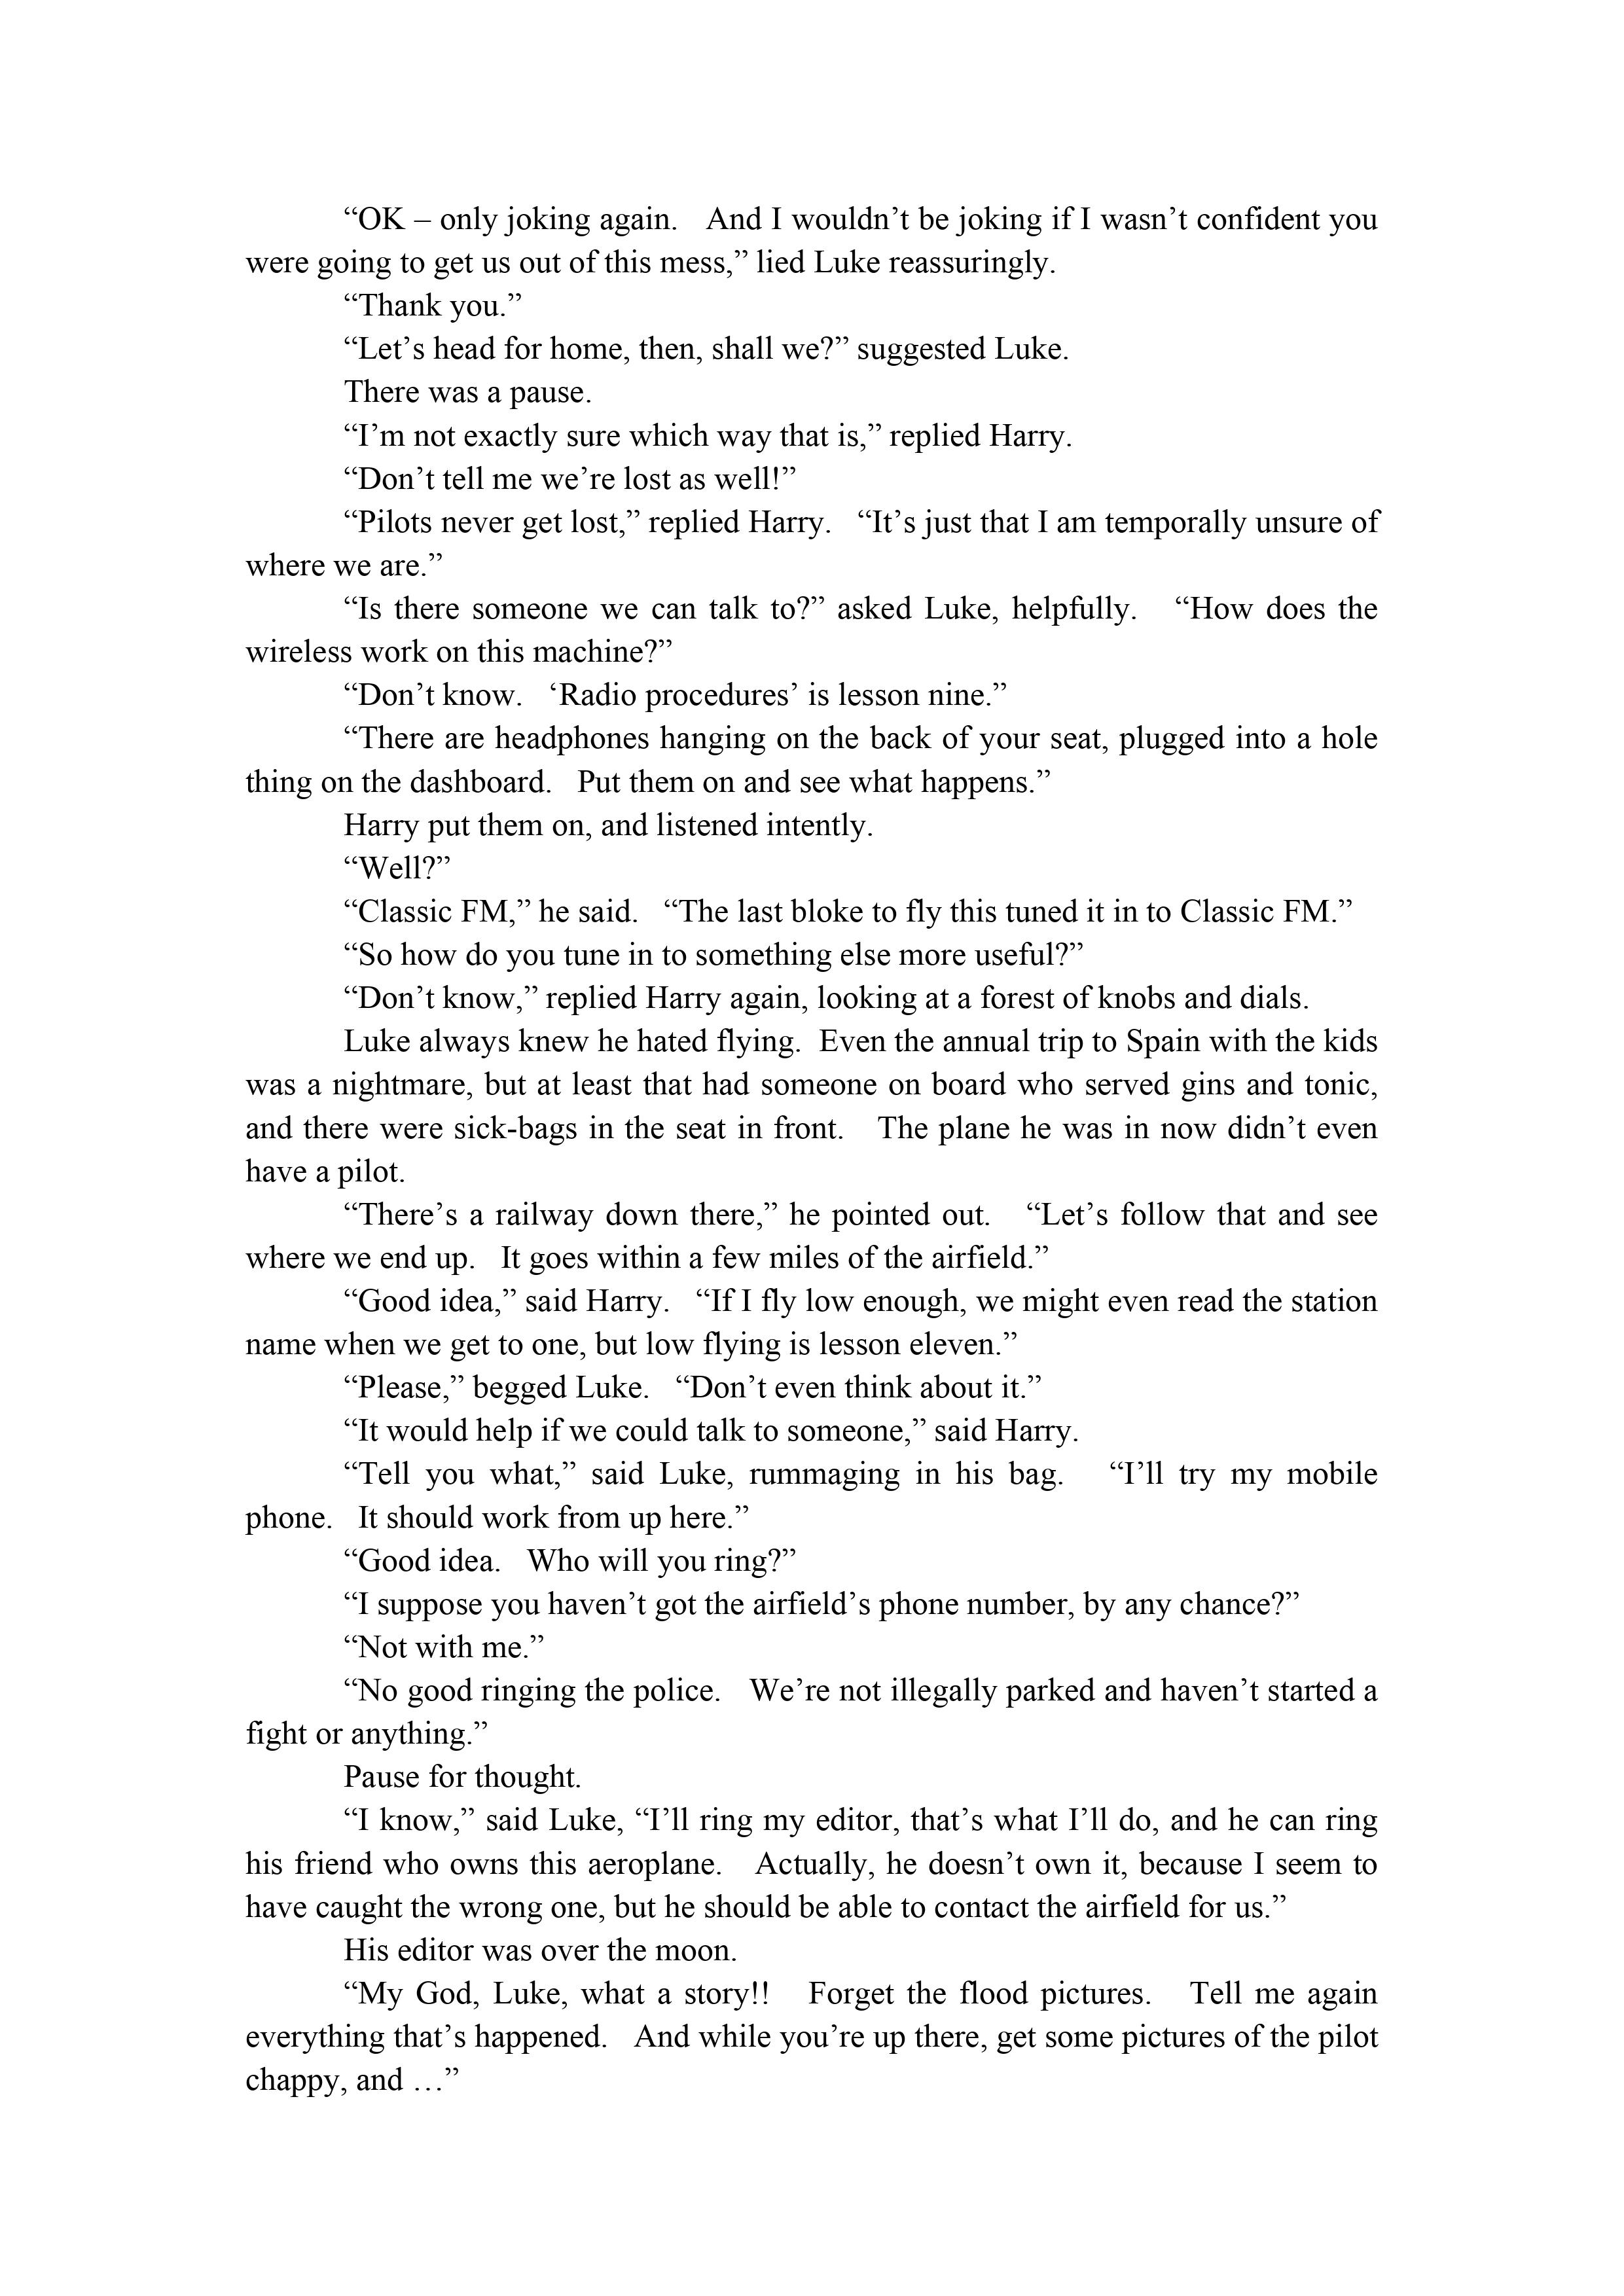 “OK – only joking again.   And I wouldn’t be joking if I wasn’t confident you
were going to get us out of this mess,” lied Luke reassuringly.
“Thank you.”
“Let’s head for home, then, shall we?” suggested Luke.
There was a pause.
“I’m not exactly sure which way that is,” replied Harry.
“Don’t tell me we’re lost as well!”
“Pilots never get lost,” replied Harry.   “It’s just that I am temporally unsure of
where we are.”
“Is there someone we can talk to?” asked Luke, helpfully.   “How does the
wireless work on this machine?”
“Don’t know.   ‘Radio procedures’ is lesson nine.”
“There are headphones hanging on the back of your seat, plugged into a hole
thing on the dashboard.   Put them on and see what happens.”
Harry put them on, and listened intently.
“Well?”
“Classic FM,” he said.   “The last bloke to fly this tuned it in to Classic FM.”
“So how do you tune in to something else more useful?”
“Don’t know,” replied Harry again, looking at a forest of knobs and dials.
Luke always knew he hated flying.  Even the annual trip to Spain with the kids
was a nightmare, but at least that had someone on board who served gins and tonic,
and there were sick-bags in the seat in front.   The plane he was in now didn’t even
have a pilot.
“There’s a railway down there,” he pointed out.   “Let’s follow that and see
where we end up.   It goes within a few miles of the airfield.”
“Good idea,” said Harry.   “If I fly low enough, we might even read the station
name when we get to one, but low flying is lesson eleven.”
“Please,” begged Luke.   “Don’t even think about it.”
“It would help if we could talk to someone,” said Harry.
“Tell you what,” said Luke, rummaging in his bag.   “I’ll try my mobile
phone.   It should work from up here.”
“Good idea.   Who will you ring?”
“I suppose you haven’t got the airfield’s phone number, by any chance?”
“Not with me.”
“No good ringing the police.   We’re not illegally parked and haven’t started a
fight or anything.”
Pause for thought.
“I know,” said Luke, “I’ll ring my editor, that’s what I’ll do, and he can ring
his friend who owns this aeroplane.   Actually, he doesn’t own it, because I seem to
have caught the wrong one, but he should be able to contact the airfield for us.”
His editor was over the moon.
“My God, Luke, what a story!!   Forget the flood pictures.   Tell me again
everything that’s happened.   And while you’re up there, get some pictures of the pilot
chappy, and …”